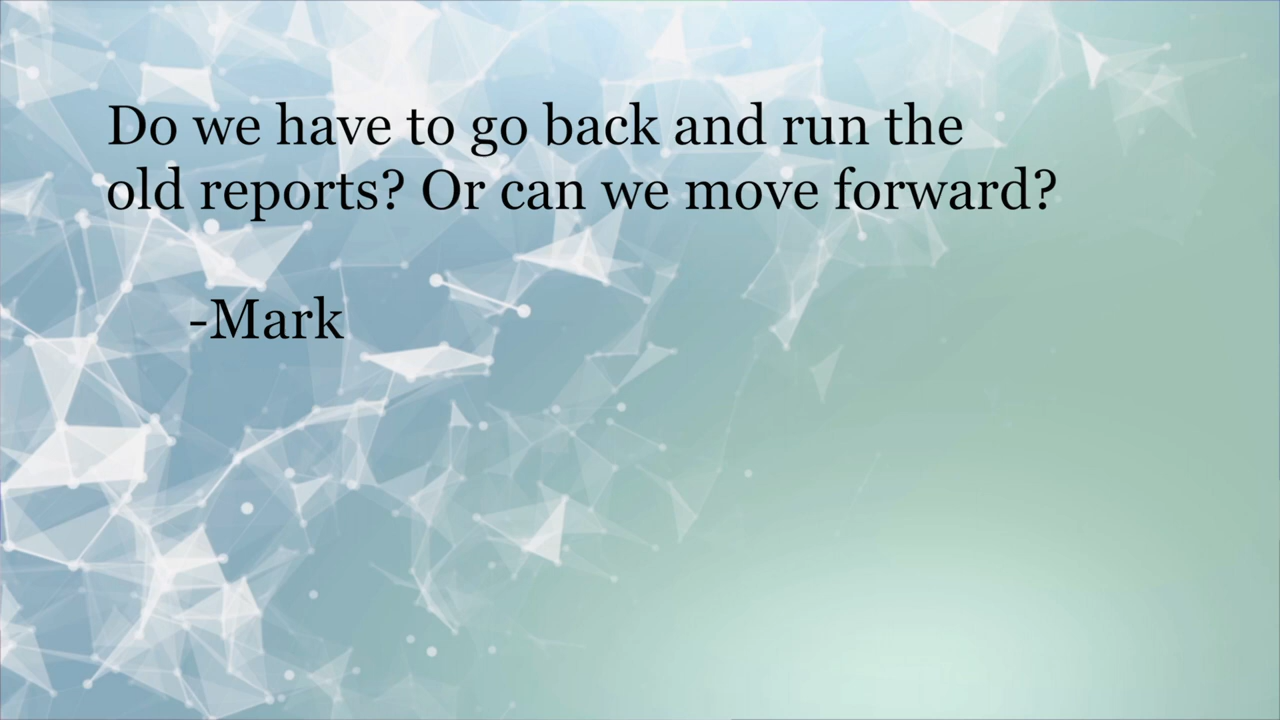 Do we have to go back and run the
old reports? Or can we move forward?
-Mark